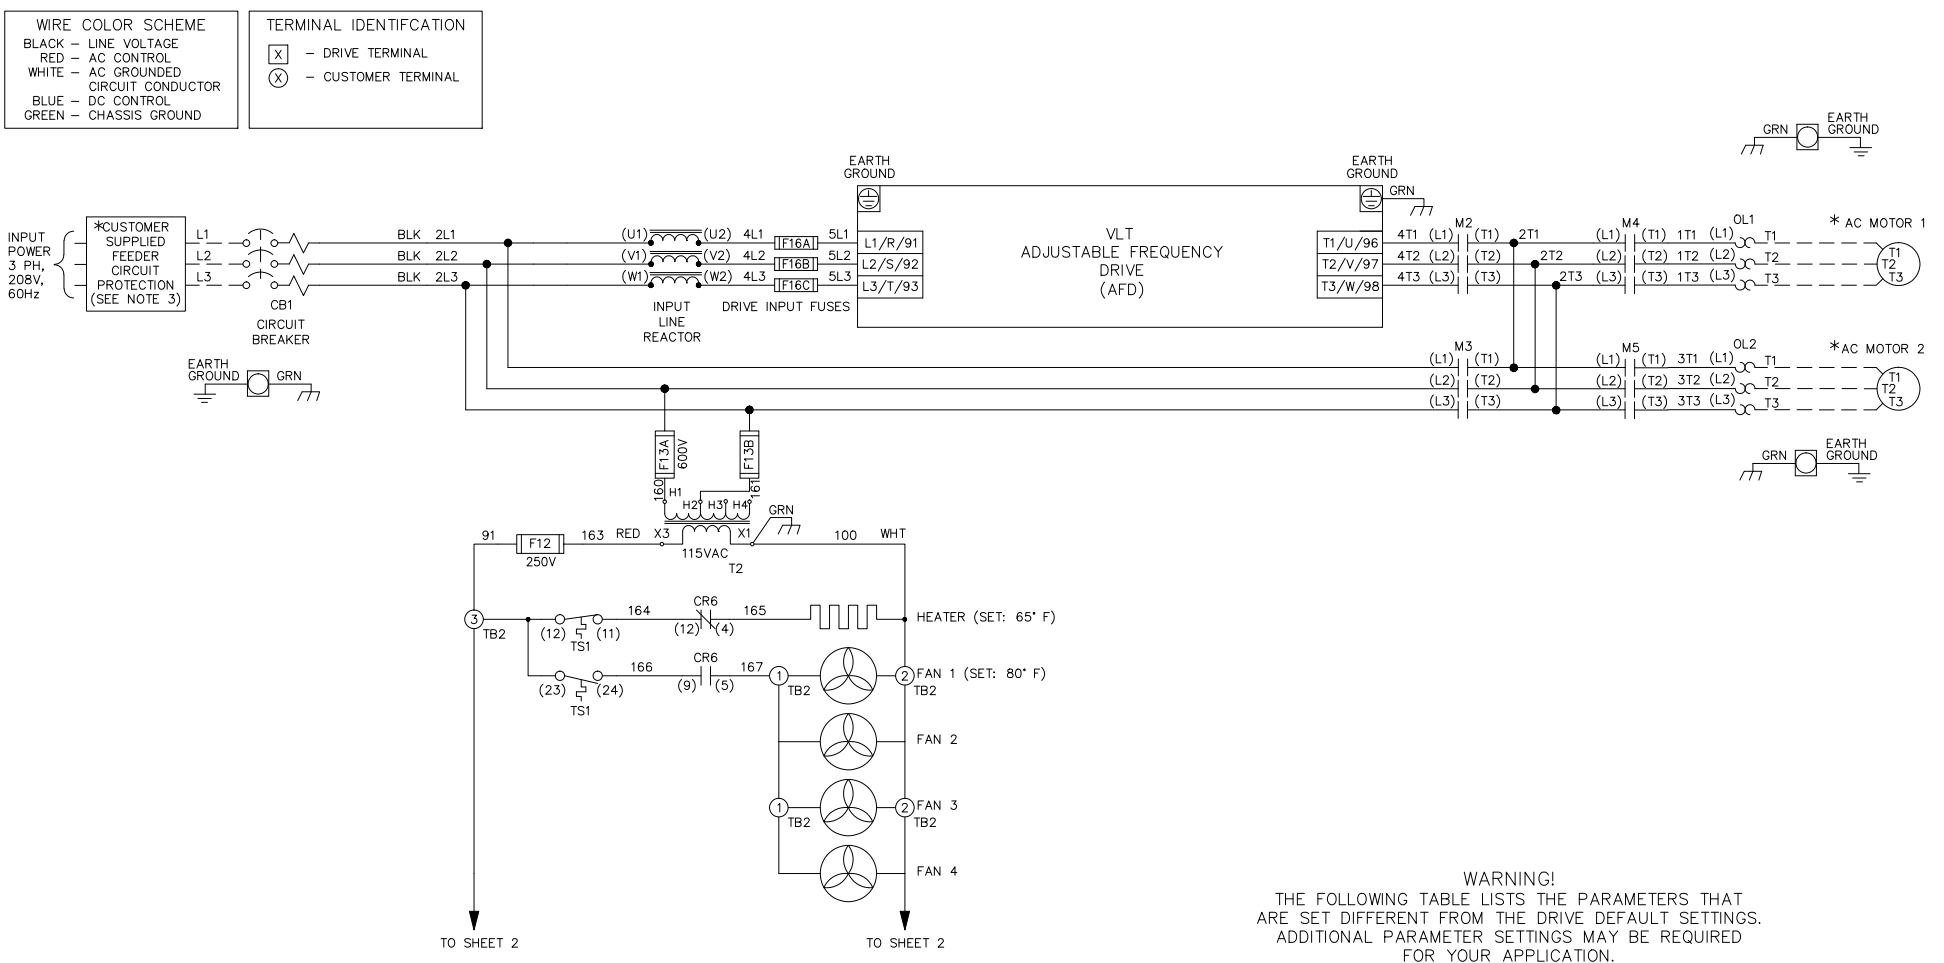 WIRE COLOR SCHEME
BLACK – LINE VOLTAGE
RED – AC CONTROL
WHITE – AC GROUNDED
CIRCUIT CONDUCTOR
BLUE – DC CONTROL
GREEN – CHASSIS GROUND
TERMINAL IDENTIFCATION
X – DRIVE TERMINAL
X – CUSTOMER TERMINAL
GRN
EARTH
GROUND
EARTH
GROUND
EARTH
GROUND
GRN
INPUT
POWER
3 PH,
208V,
60Hz
*CUSTOMER
SUPPLIED
FEEDER
CIRCUIT
PROTECTION
(SEE NOTE 3)
L1
L2
L3
CB1
CIRCUIT
BREAKER
BLK 2L1
BLK 2L2
BLK 2L3
(U1) (U2) 4L1 F16A 5L1 L1/R/91
(V1) (V2) 4L2 F16B 5L2 L2/S/92
(W1) (W2) 4L3 F16C 5L3 L3/T/93
INPUT
LINE
REACTOR
DRIVE INPUT FUSES
VLT
ADJUSTABLE FREQUENCY
DRIVE
(AFD)
M2 M4 OL1
* AC MOTOR 1
T1/U/96 4T1 (L1) (T1) 2T1 (L1) (T1) 1T1 (L1) T1
T2/V/97 4T2 (L2) (T2) 2T2 (L2) (T2) 1T2 (L2) T2
T3/W/98 4T3 (L3) (T3) 2T3 (L3) (T3) 1T3 (L3) T3
T1
T2
T3
EARTH
GROUND
GRN
M3 M5 OL2
* AC MOTOR 2
(L1) (T1) (L1) (T1) 3T1 (L1) T1
(L2) (T2) (L2) (T2) 3T2 (L2) T2
(L3) (T3) (L3) (T3) 3T3 (L3) T3
T1
T2
T3
GRN
EARTH
GROUND
F13A
600V
F13B
160
161
H1
H2 H3 H4
GRN
91 F12 163 RED X3 X1 100 WHT
250V
115VAC
T2
3
TB2
(12) (11)
TS1
164
CR6
(12) (4)
165
HEATER (SET: 65° F)
(23) (24)
TS1
166
CR6
(9) (5)
167
1
TB2
2
TB2
FAN 1 (SET: 80° F)
FAN 2
1
TB2
2
TB2
FAN 3
FAN 4
TO SHEET 2
TO SHEET 2
WARNING!
THE FOLLOWING TABLE LISTS THE PARAMETERS THAT
ARE SET DIFFERENT FROM THE DRIVE DEFAULT SETTINGS.
ADDITIONAL PARAMETER SETTINGS MAY BE REQUIRED
FOR YOUR APPLICATION.